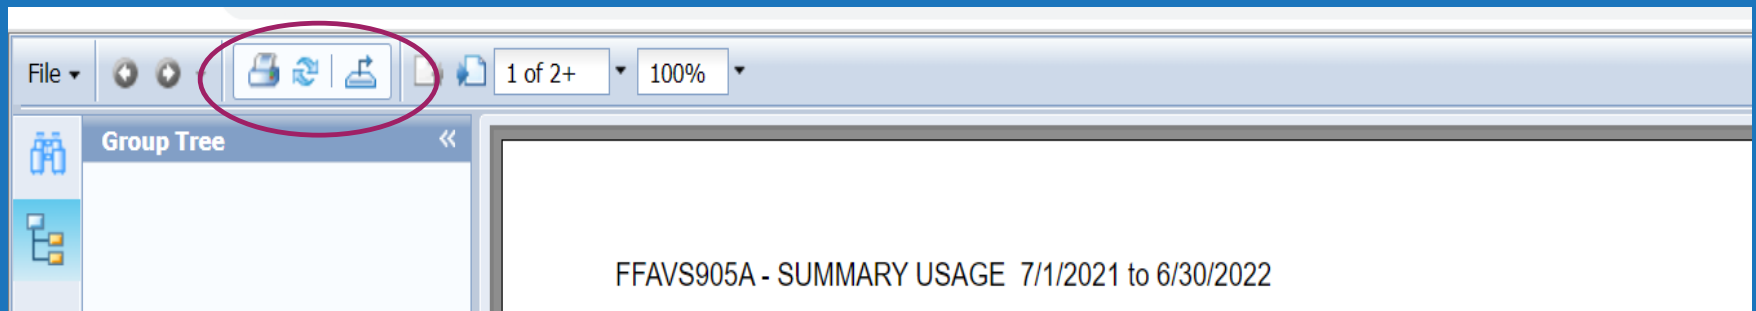 File 1 of 2+ 100%
Group Tree
FFAVS905A - SUMMARY USAGE 7/1/2021 to 6/30/2022